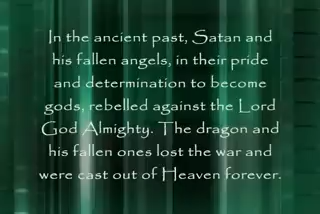 In the ancient past, Satan and
his fallen angels, in their pride
and determination to become
gods, rebelled against the Lord
God Almighty. The dragon and
his fallen ones lost the war and
were cast out of Heaven forever.